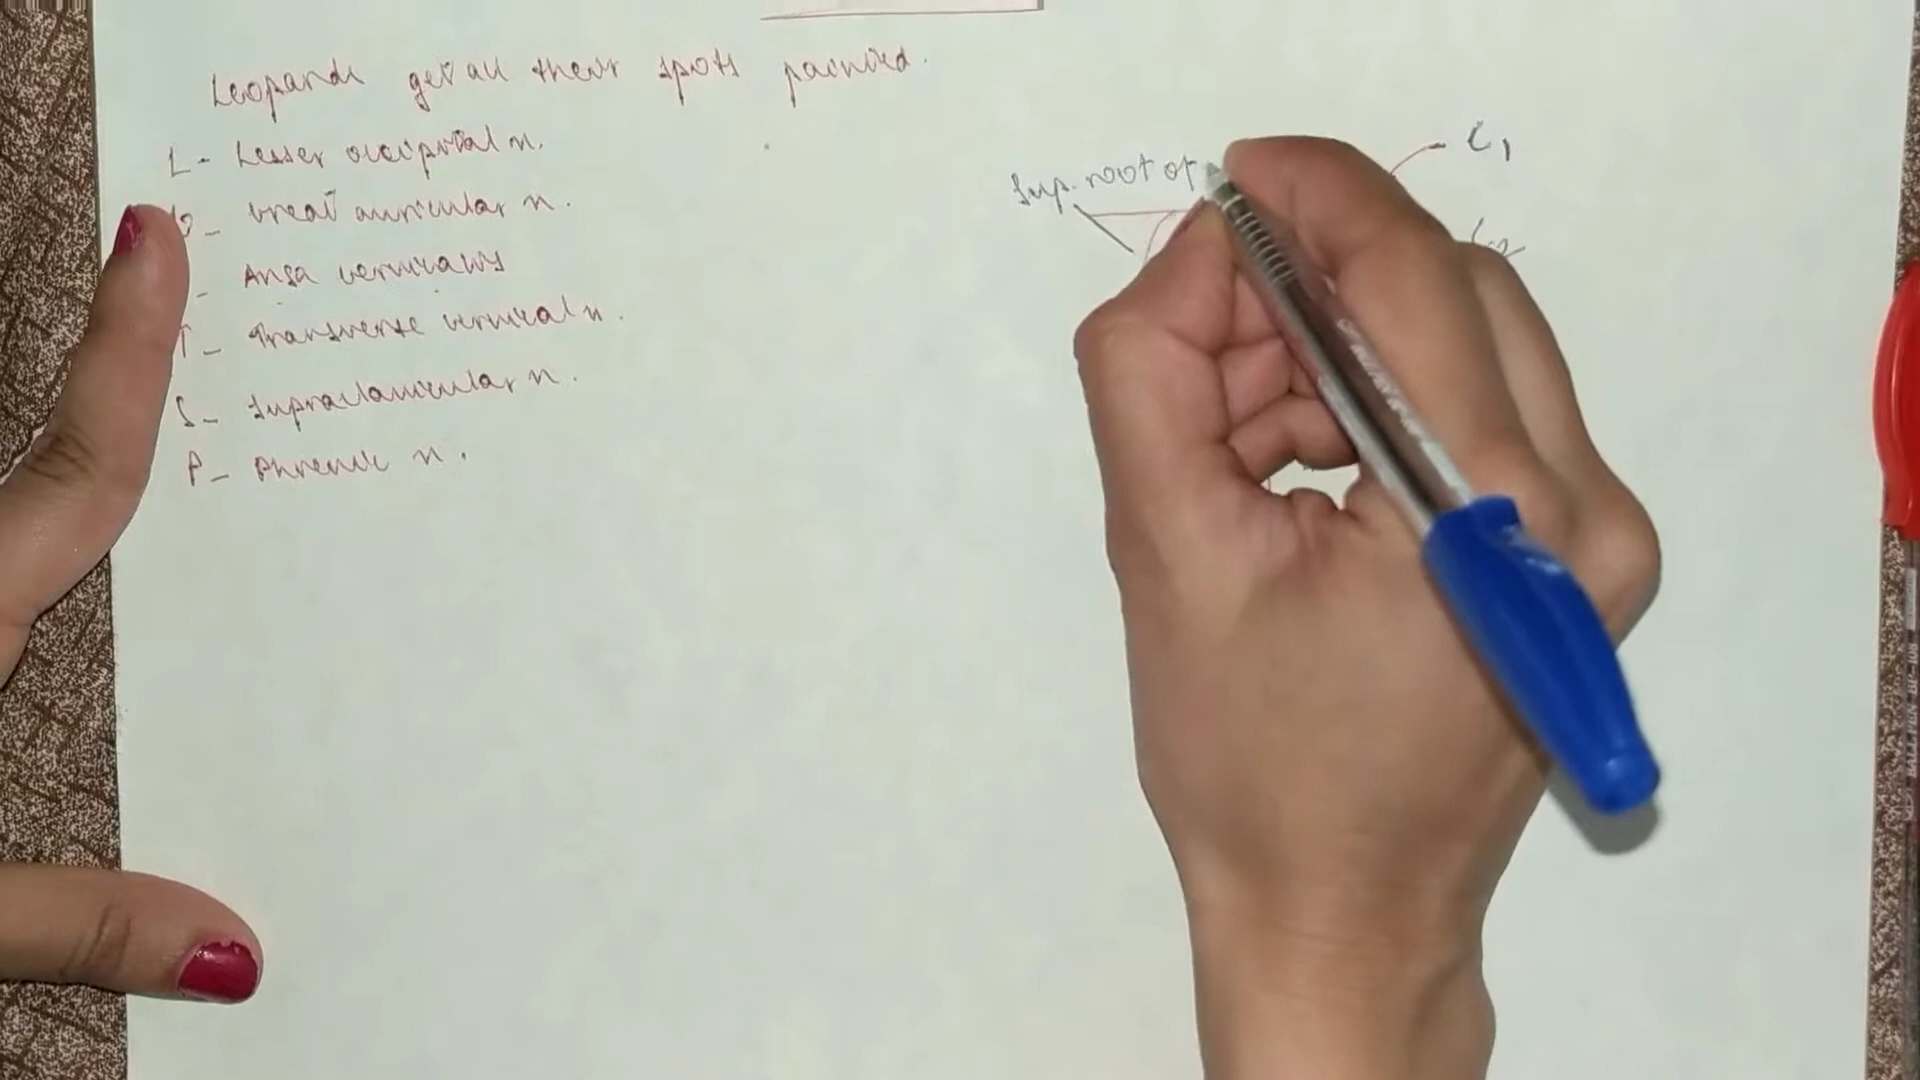 Leopards get all their spots painted.
L- Lesser occipital n.
G- Great auricular n.
- Ansa cervicalis
T- Transverse cervical n.
S- Supraclavicular n.
P- Phrenic n.
Sup. root of
C1
C2